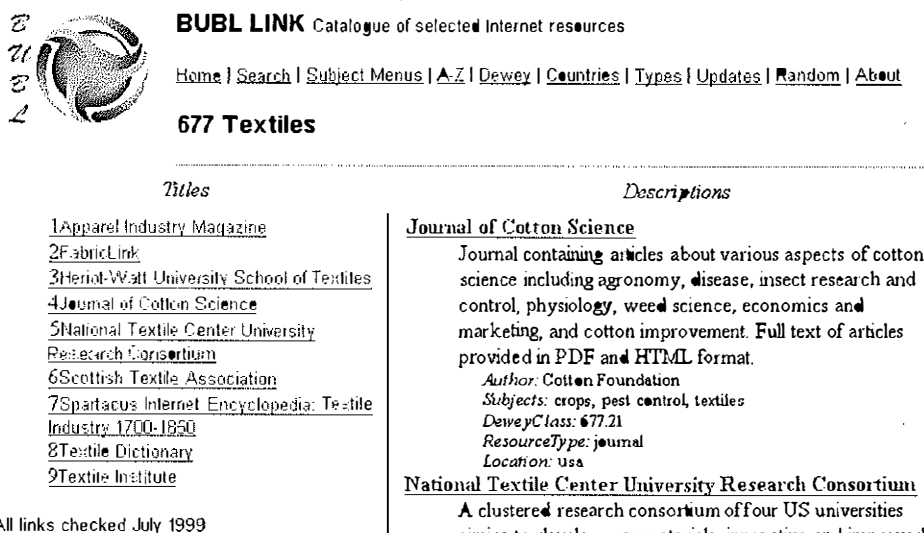 B
U
B
L
BUBL LINK Catalogue of selected Internet resources
Home | Search | Subject Menus | A-Z | Dewey | Countries | Types | Updates | Random | About
677 Textiles
Titles
1Apparel Industry Magazine
2FabricLink
3Heriot-Watt University School of Textiles
4Journal of Cotton Science
5National Textile Center University
Research Consortium
6Scottish Textile Association
7Spartacus Internet Encyclopedia: Textile
Industry 1700-1850
8Textile Dictionary
9Textile Institute
All links checked July 1999
Descriptions
Journal of Cotton Science
Journal containing articles about various aspects of cotton
science including agronomy, disease, insect research and
control, physiology, weed science, economics and
marketing, and cotton improvement. Full text of articles
provided in PDF and HTML format.
Author: Cotton Foundation
Subjects: crops, pest control, textiles
DeweyClass: 677.21
ResourceType: journal
Location: usa
National Textile Center University Research Consortium
A clustered research consortium of four US universities